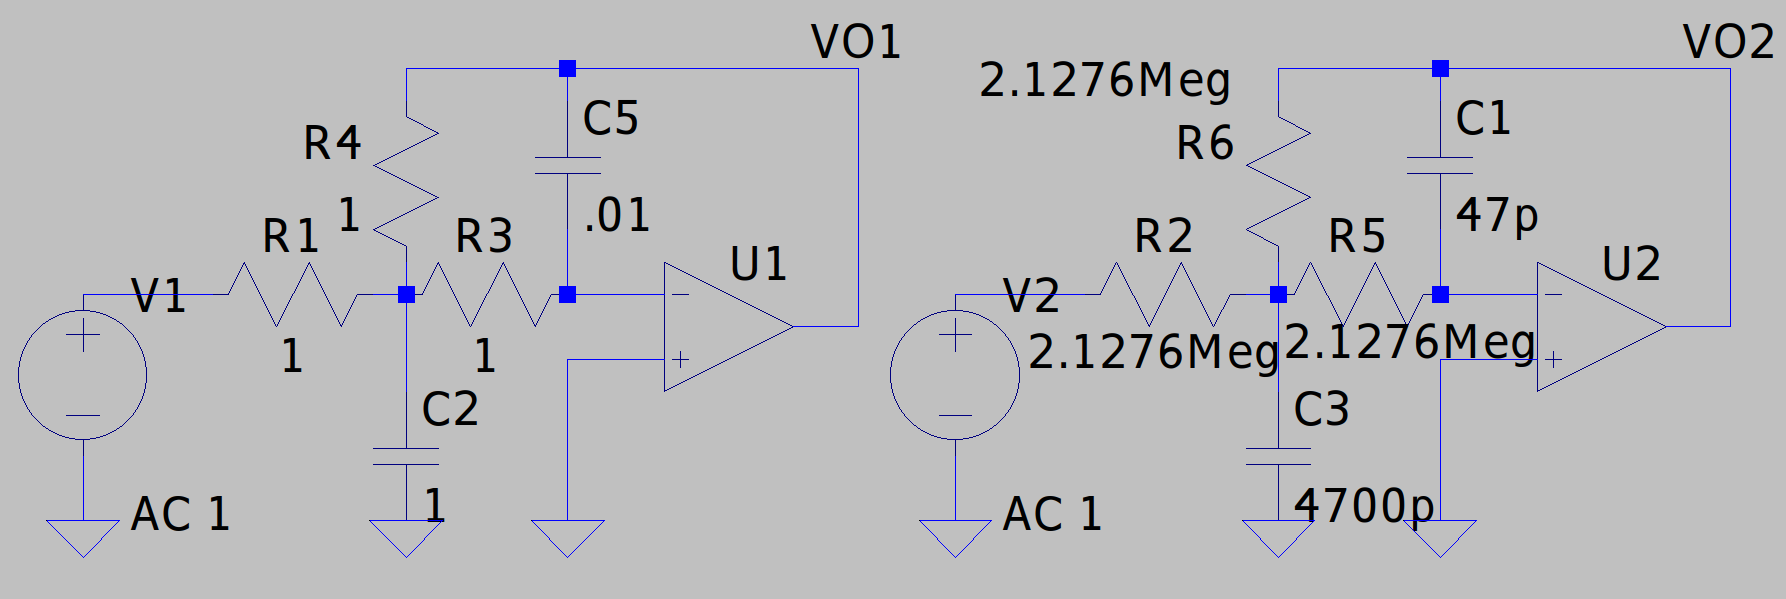 VO1
VO2
2.1276Meg
C5
C1
R4
R6
1
.01
47p
R1
R3
R2
R5
U1
U2
V1
V2
1
1
2.1276Meg
2.1276Meg
C2
C3
AC 1
1
AC 1
4700p